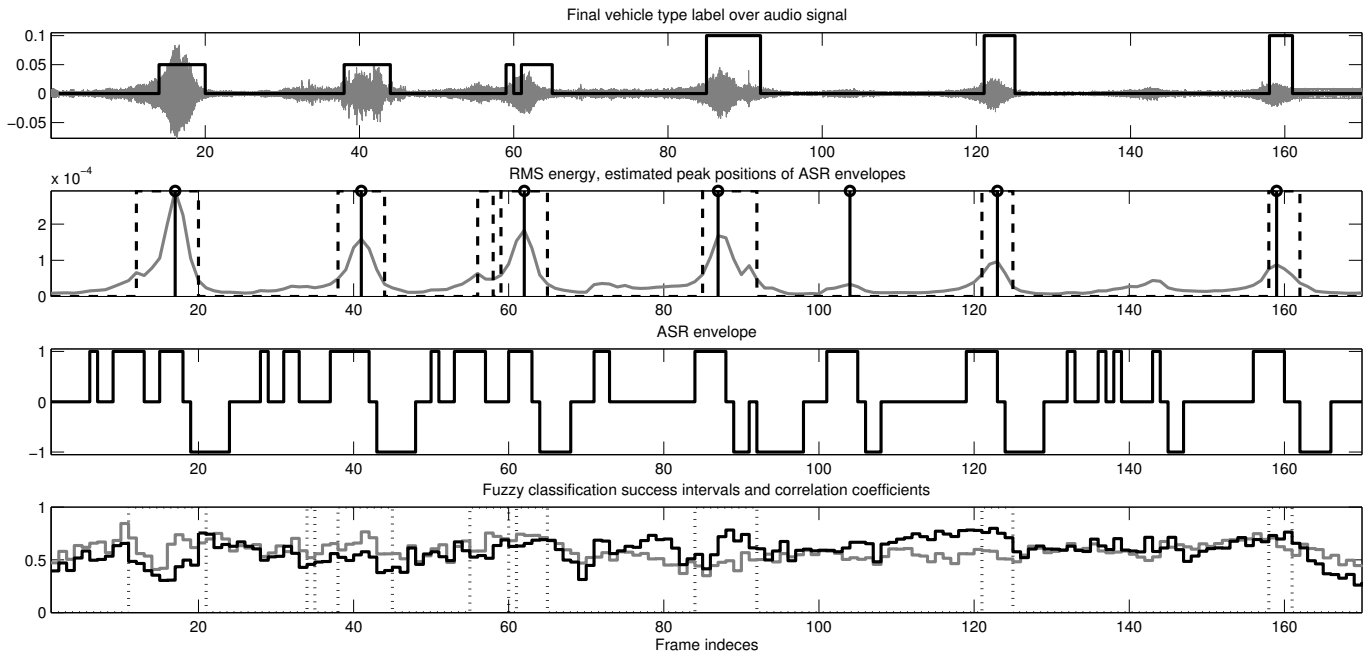 Final vehicle type label over audio signal
0.1
0.05
0
−0.05
20 40 60 80 100 120 140 160
x 10⁻⁴
RMS energy, estimated peak positions of ASR envelopes
2
1
0
20 40 60 80 100 120 140 160
ASR envelope
1
0
−1
20 40 60 80 100 120 140 160
Fuzzy classification success intervals and correlation coefficients
1
0.5
0
20 40 60 80 100 120 140 160
Frame indeces